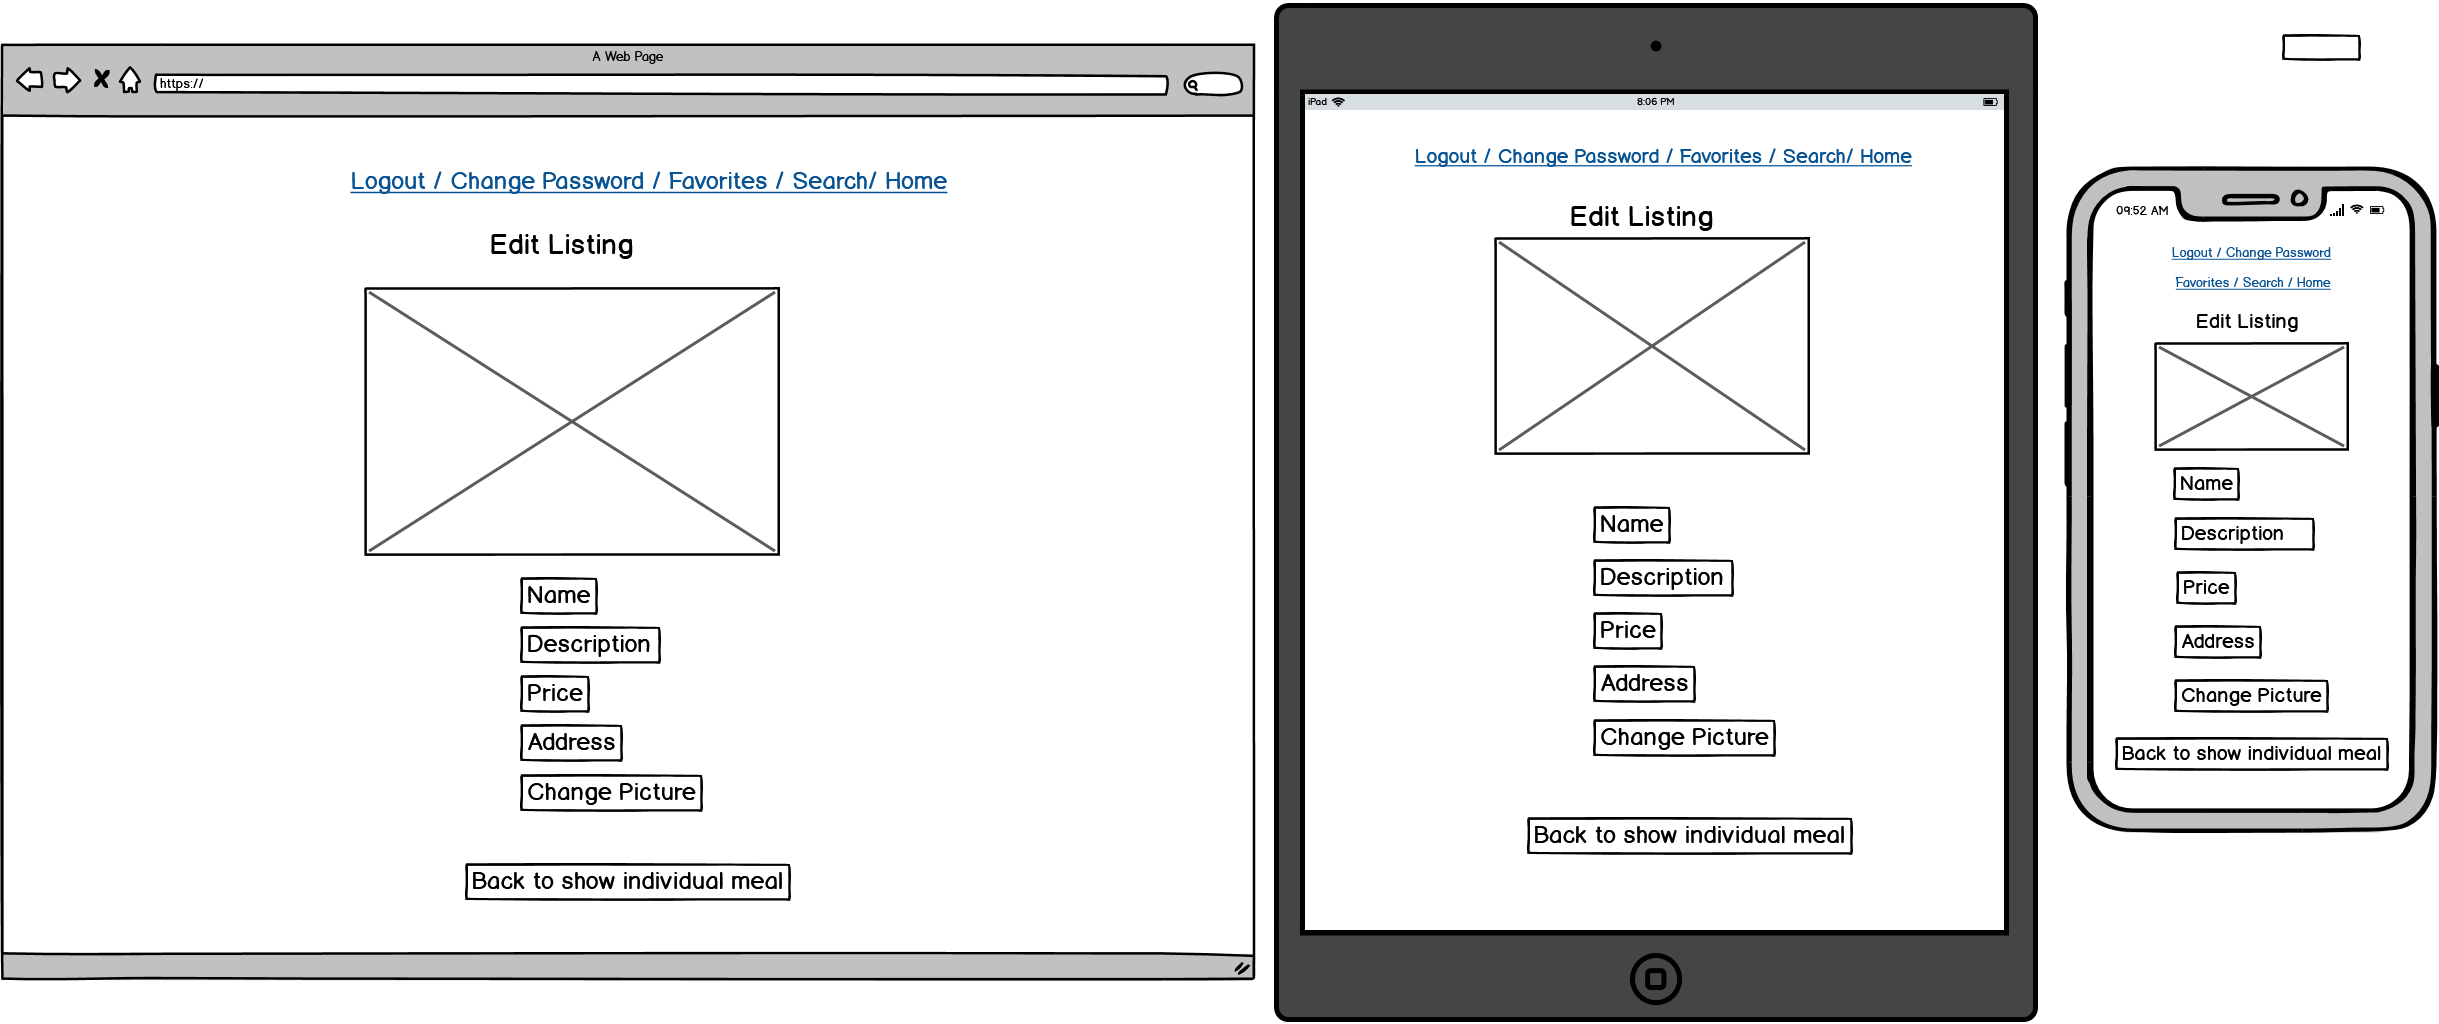 A Web Page
https://
Logout / Change Password / Favorites / Search/ Home
Edit Listing
Name
Description
Price
Address
Change Picture
Back to show individual meal
iPad
8:06 PM
Logout / Change Password / Favorites / Search/ Home
Edit Listing
Name
Description
Price
Address
Change Picture
Back to show individual meal
09:52 AM
Logout / Change Password
Favorites / Search / Home
Edit Listing
Name
Description
Price
Address
Change Picture
Back to show individual meal